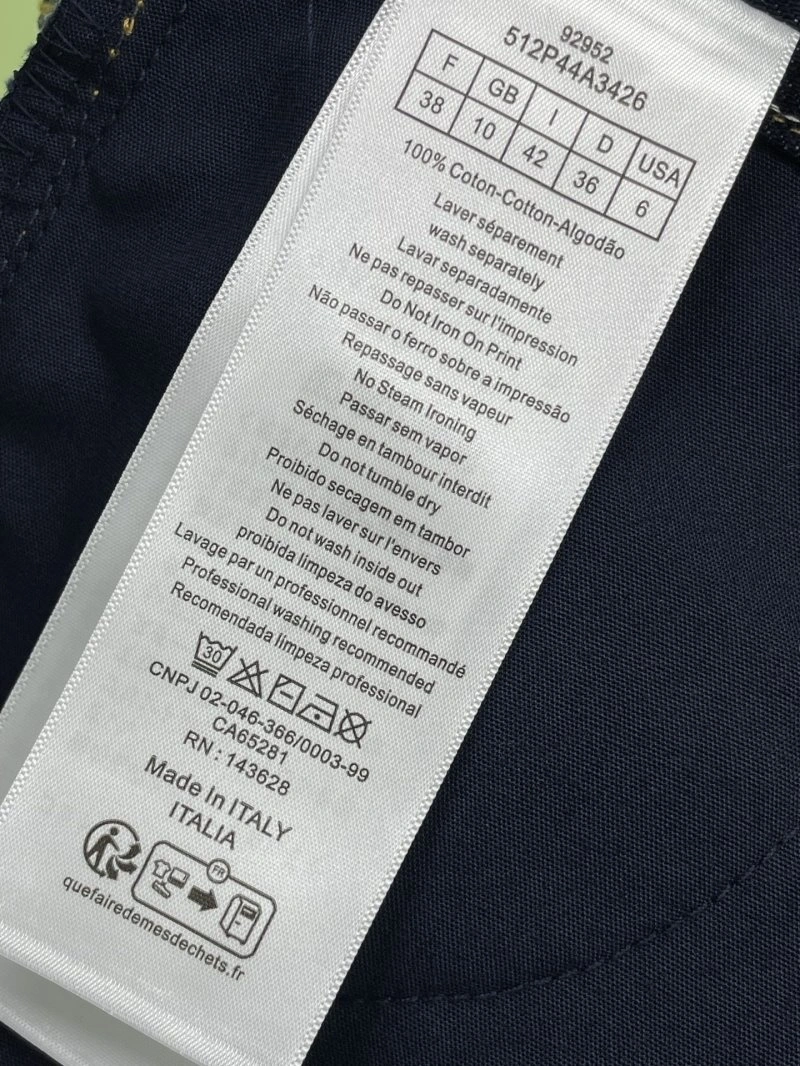 92952
512P44A3426
F GB I D USA
38 10 42 36 6
100% Coton-Cotton-Algodão
Laver séparement
wash separately
Lavar separadamente
Ne pas repasser sur l'impression
Do Not Iron On Print
Não passar o ferro sobre a impressão
Repassage sans vapeur
No Steam Ironing
Passar sem vapor
Séchage en tambour interdit
Do not tumble dry
Proibido secagem em tambor
Ne pas laver sur l'envers
Do not wash inside out
proibida limpeza do avesso
Lavage par un professionnel recommandé
Professional washing recommended
Recomendada limpeza professional
30
CNPJ 02-046-366/0003-99
CA65281
RN : 143628
Made In ITALY
ITALIA
FR
quefairedemesdechets.fr